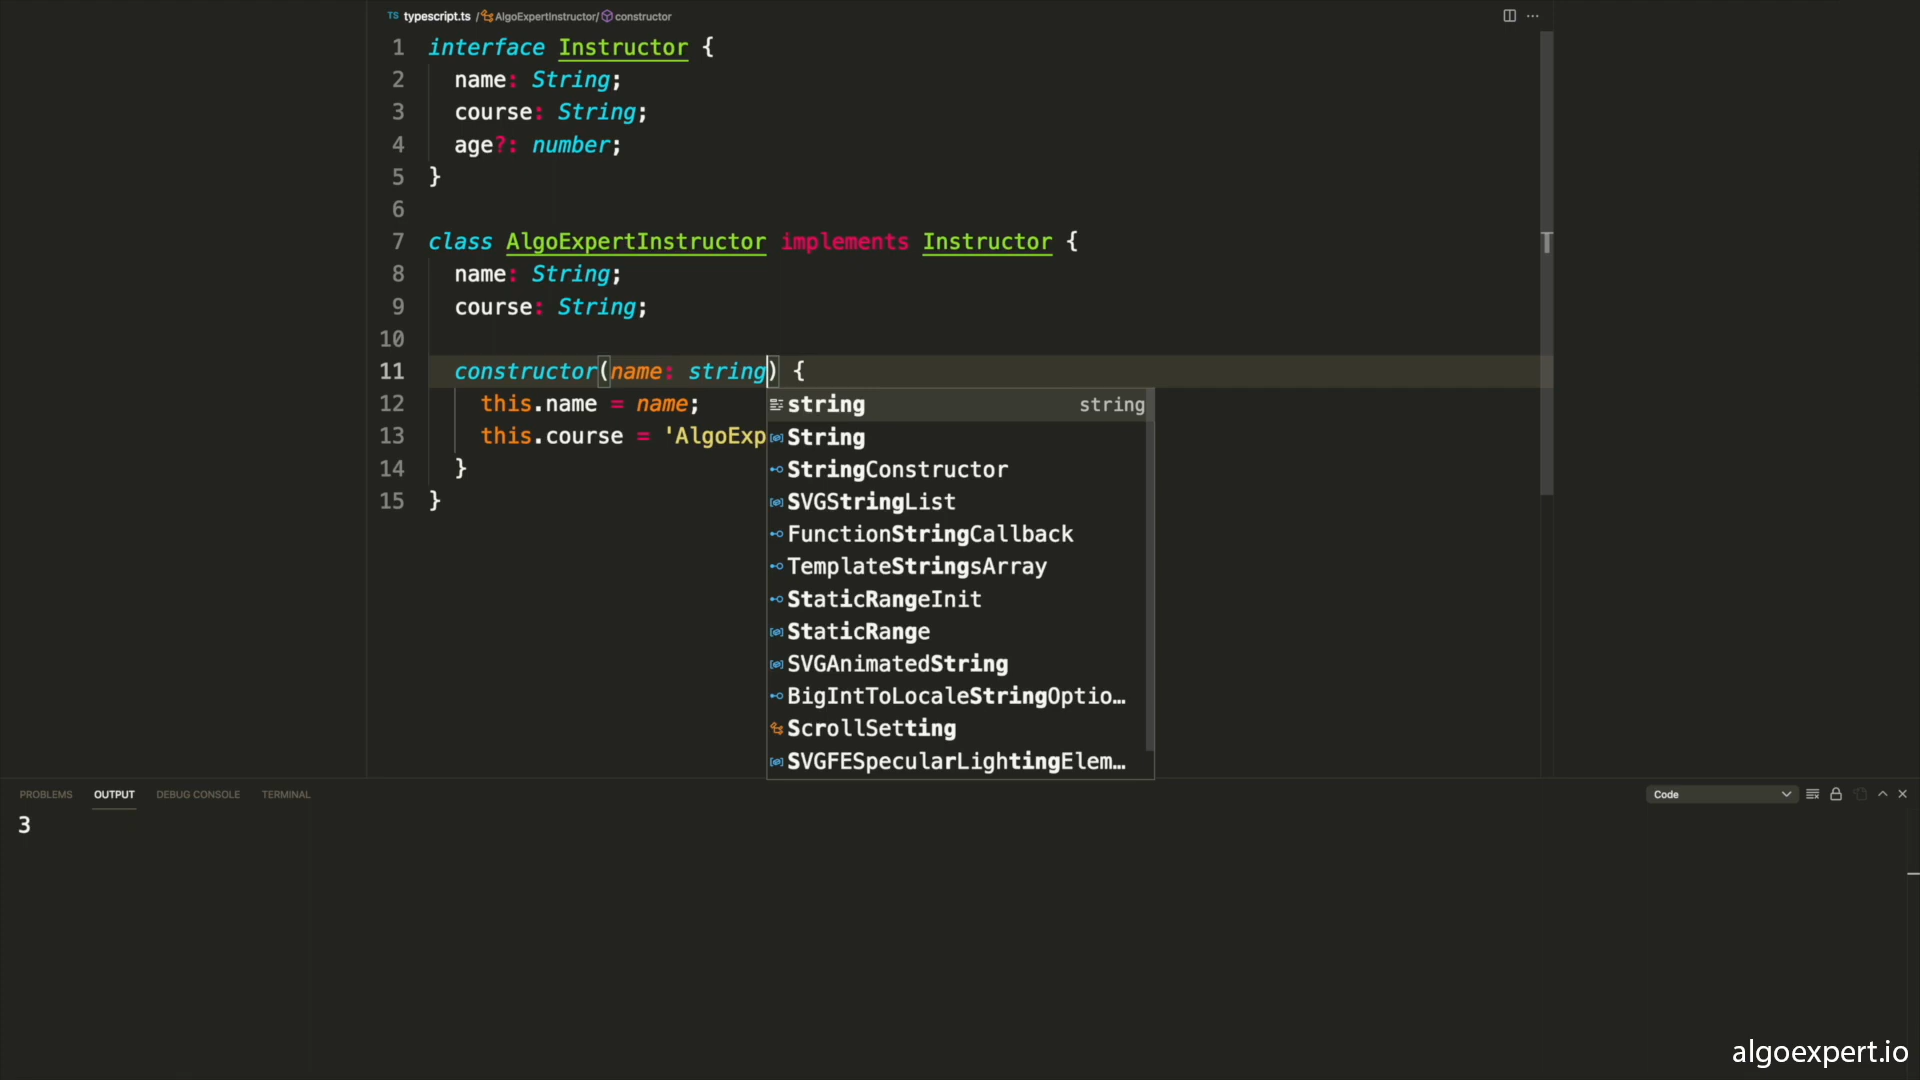 TS typescript.ts / AlgoExpertInstructor/ constructor
1 interface Instructor {
2 name: String;
3 course: String;
4 age?: number;
5 }
6
7 class AlgoExpertInstructor implements Instructor {
8 name: String;
9 course: String;
10
11 constructor(name: string) {
12 this.name = name;
13 this.course = 'AlgoExp
14 }
15 }
string string
String
StringConstructor
SVGStringList
FunctionStringCallback
TemplateStringsArray
StaticRangeInit
StaticRange
SVGAnimatedString
BigIntToLocaleStringOptio…
ScrollSetting
SVGFESpecularLightingElem…
PROBLEMS OUTPUT DEBUG CONSOLE TERMINAL Code
3
algoexpert.io